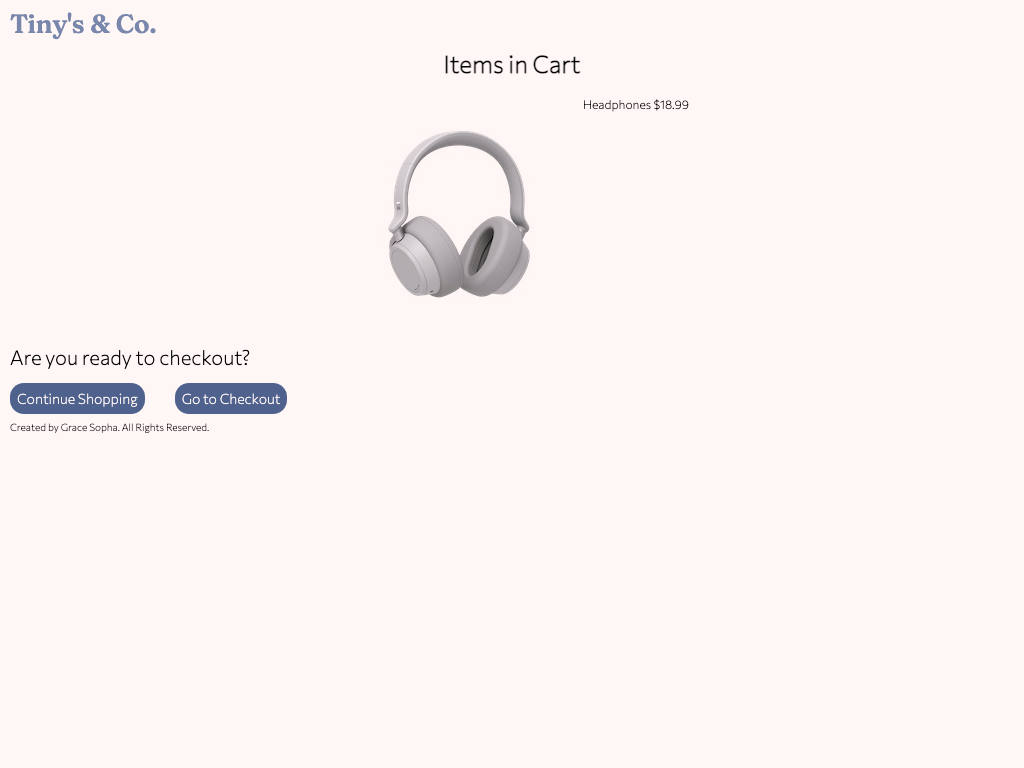 Tiny's & Co.
Items in Cart
Headphones $18.99
Are you ready to checkout?
Continue Shopping
Go to Checkout
Created by Grace Sopha. All Rights Reserved.